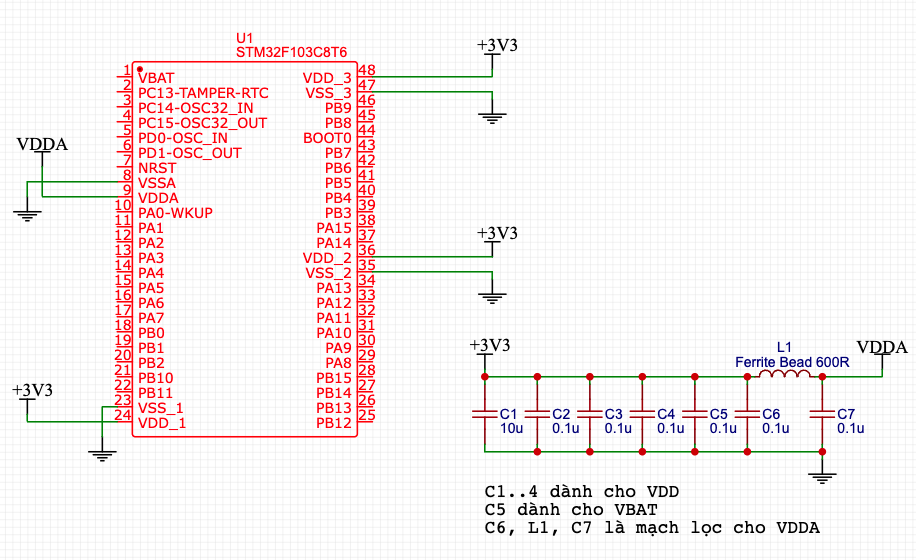 U1
STM32F103C8T6
1 VBAT
2 PC13-TAMPER-RTC
3 PC14-OSC32_IN
4 PC15-OSC32_OUT
5 PD0-OSC_IN
6 PD1-OSC_OUT
7 NRST
8 VSSA
9 VDDA
10 PA0-WKUP
11 PA1
12 PA2
13 PA3
14 PA4
15 PA5
16 PA6
17 PA7
18 PB0
19 PB1
20 PB2
21 PB10
22 PB11
23 VSS_1
24 VDD_1
VDD_3 48
VSS_3 47
PB9 46
PB8 45
BOOT0 44
PB7 43
PB6 42
PB5 41
PB4 40
PB3 39
PA15 38
PA14 37
VDD_2 36
VSS_2 35
PA13 34
PA12 33
PA11 32
PA10 31
PA9 30
PA8 29
PB15 28
PB14 27
PB13 26
PB12 25
VDDA
+3V3
+3V3
+3V3
+3V3
L1
Ferrite Bead 600R
VDDA
C1 C2 C3 C4 C5 C6 C7
10u 0.1u 0.1u 0.1u 0.1u 0.1u 0.1u
C1..4 dành cho VDD
C5 dành cho VBAT
C6, L1, C7 là mạch lọc cho VDDA